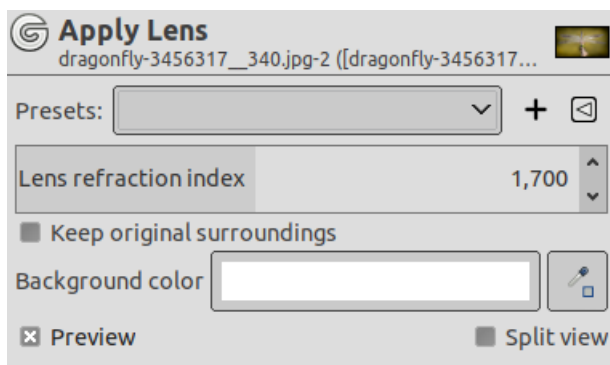 Apply Lens
dragonfly-3456317__340.jpg-2 ([dragonfly-3456317...
Presets:
Lens refraction index 1,700
Keep original surroundings
Background color
Preview Split view